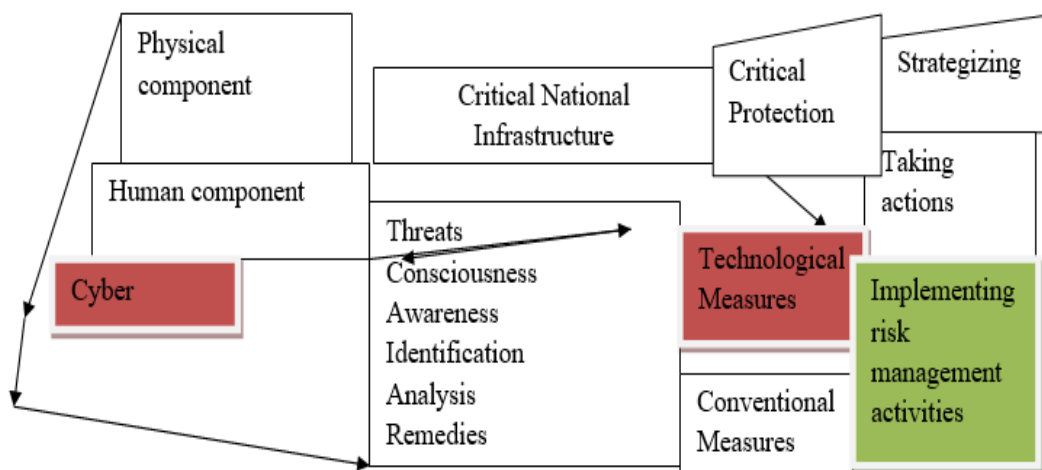 Physical
component
Human component
Cyber
Critical National
Infrastructure
Threats
Consciousness
Awareness
Identification
Analysis
Remedies
Critical
Protection
Technological
Measures
Conventional
Measures
Strategizing
Taking
actions
Implementing
risk
management
activities